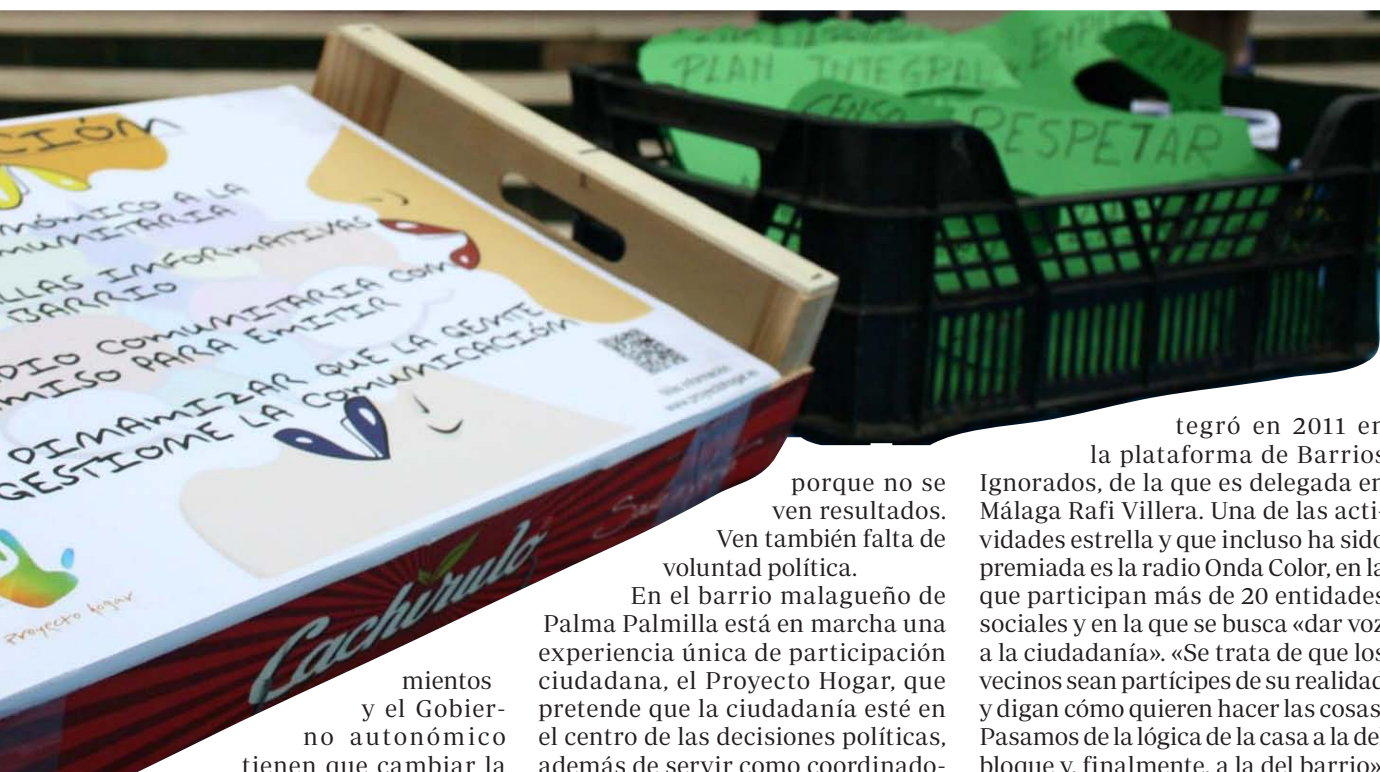 CIÓN
NÓMICO A LA
MUNITARIA
LLAS INFORMATIVAS
BARRIO
DIO COMUNITARIA CON
MISO PARA EMITIR
DINAMIZAR QUE LA GENTE
GESTIONE LA COMUNICACIÓN
Proyecto hogar
Cachirulo
PLAN INTEGRAL
PLAN
CENSO
RESPETAR
mientos
y el Gobier-
no autonómico
tienen que cambiar la
porque no se
ven resultados.
Ven también falta de
voluntad política.
En el barrio malagueño de
Palma Palmilla está en marcha una
experiencia única de participación
ciudadana, el Proyecto Hogar, que
pretende que la ciudadanía esté en
el centro de las decisiones políticas,
además de servir como coordinado-
tegró en 2011 en
la plataforma de Barrios
Ignorados, de la que es delegada en
Málaga Rafi Villera. Una de las acti-
vidades estrella y que incluso ha sido
premiada es la radio Onda Color, en la
que participan más de 20 entidades
sociales y en la que se busca «dar voz
a la ciudadanía». «Se trata de que los
vecinos sean partícipes de su realidad
y digan cómo quieren hacer las cosas.
Pasamos de la lógica de la casa a la de
bloque y, finalmente, a la del barrio»